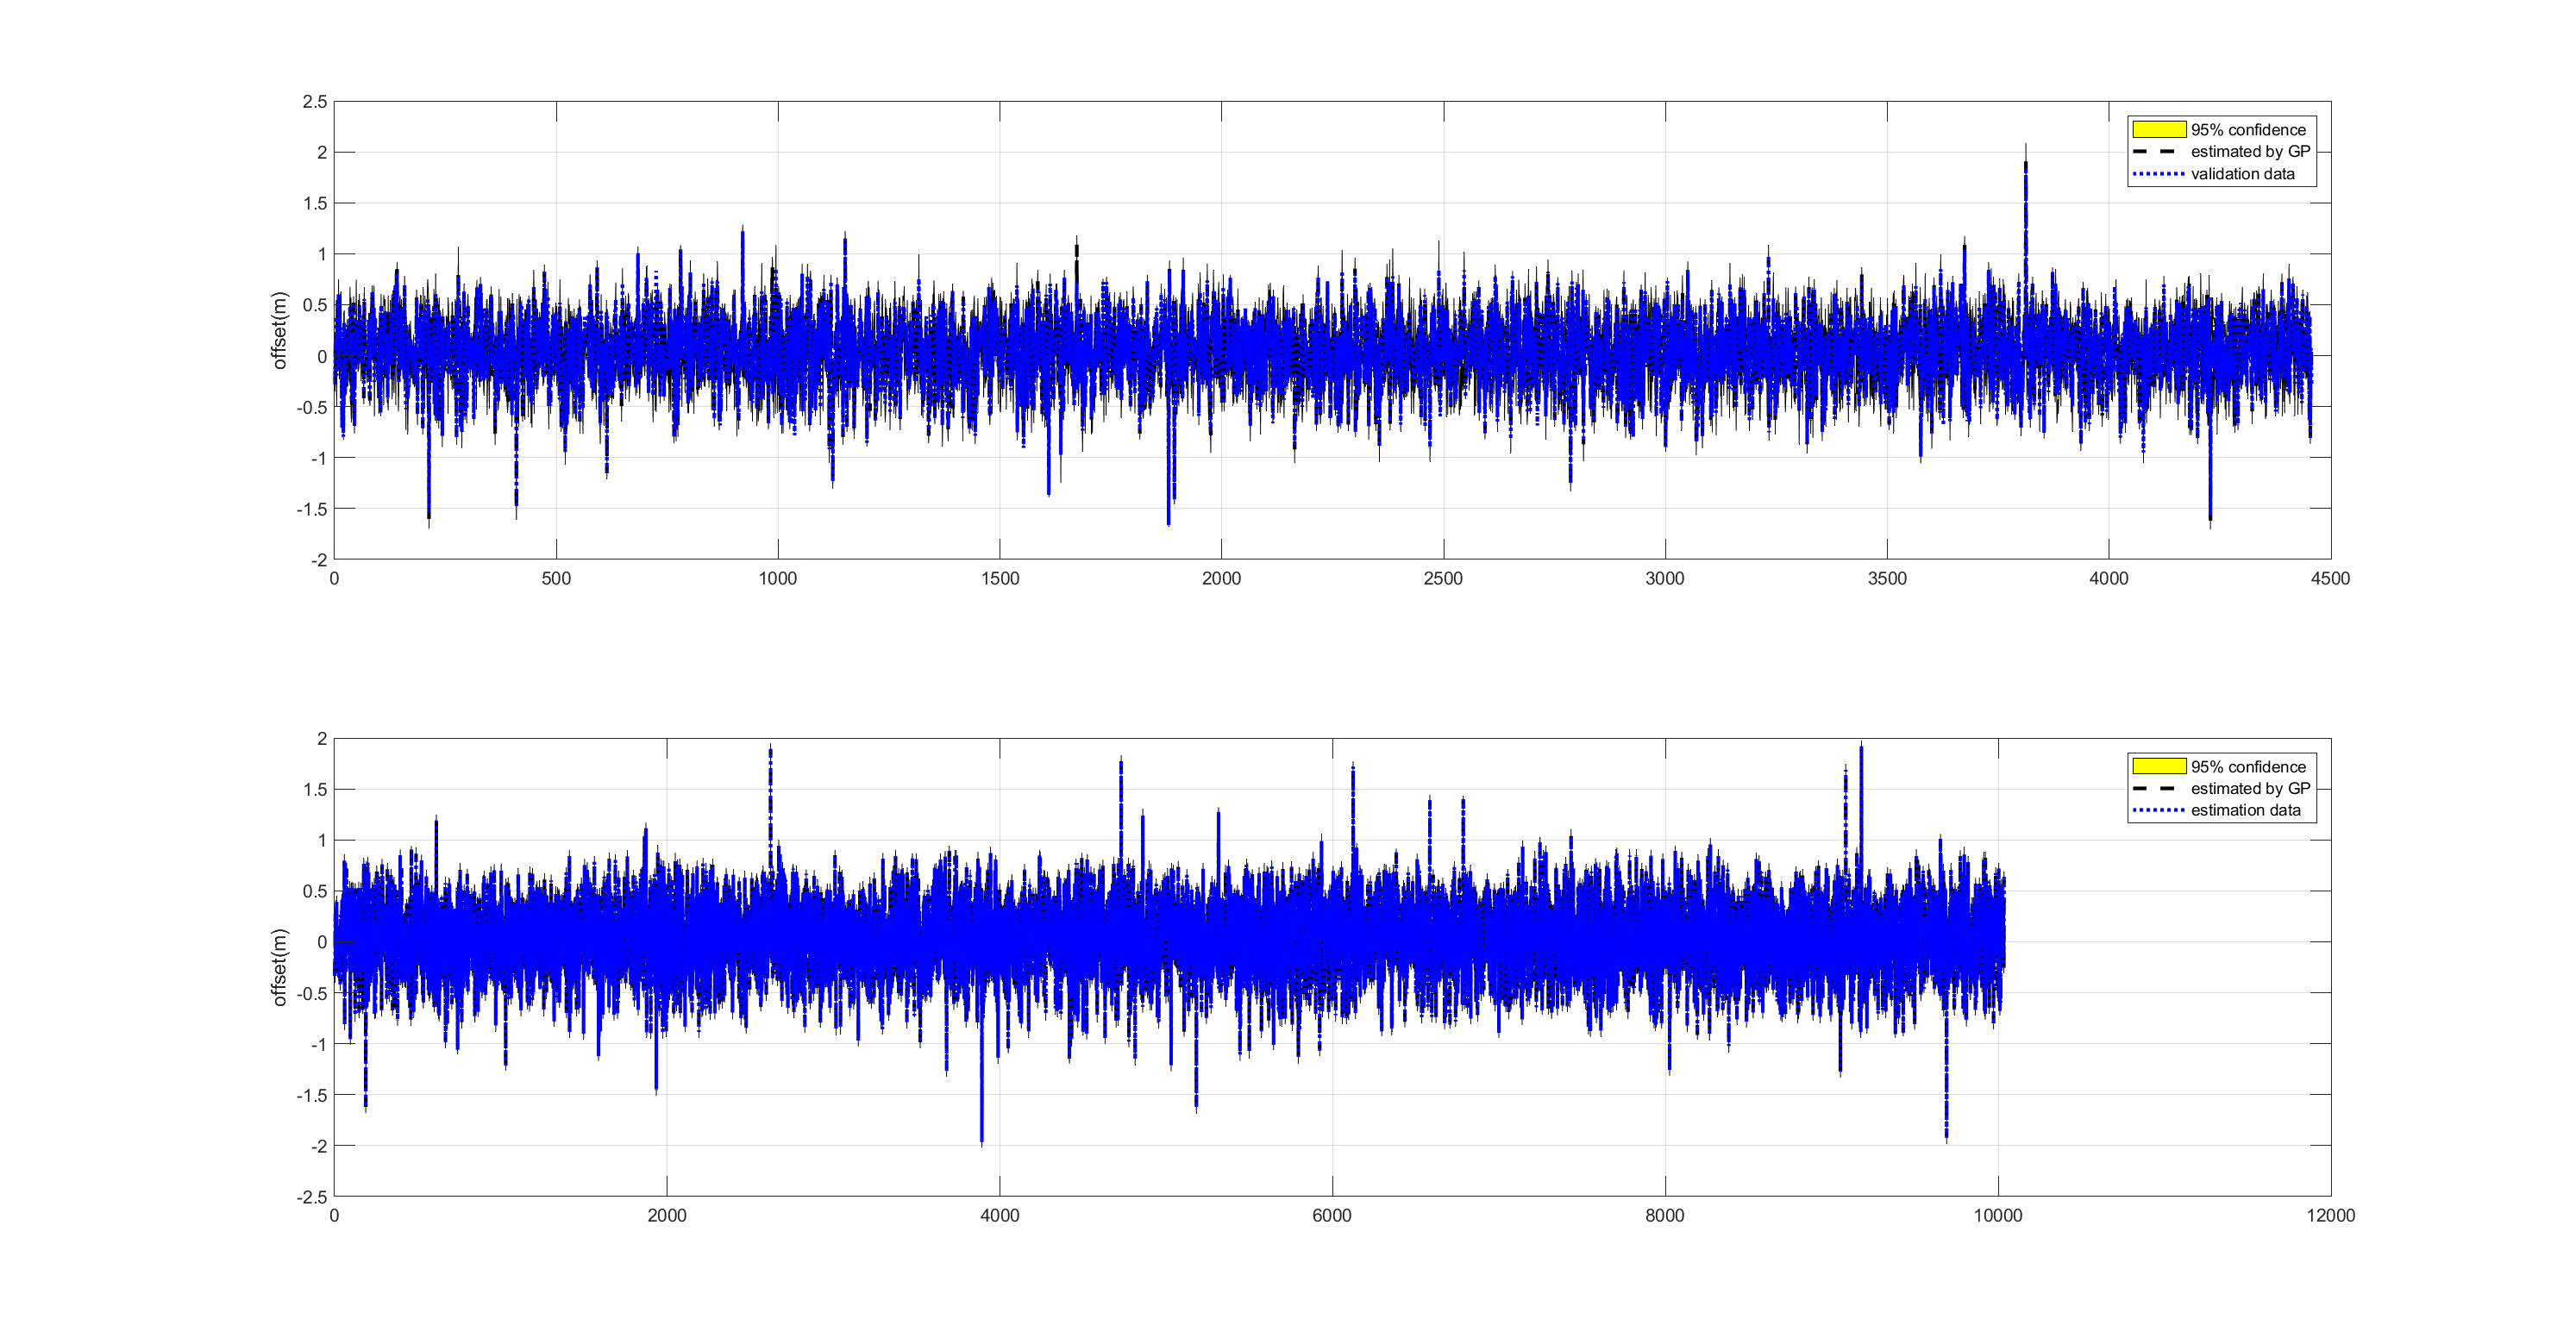 2.5
2
1.5
1
0.5
0
-0.5
-1
-1.5
-2
offset(m)
0 500 1000 1500 2000 2500 3000 3500 4000 4500
95% confidence
estimated by GP
validation data
2
1.5
1
0.5
0
-0.5
-1
-1.5
-2
-2.5
offset(m)
0 2000 4000 6000 8000 10000 12000
95% confidence
estimated by GP
estimation data